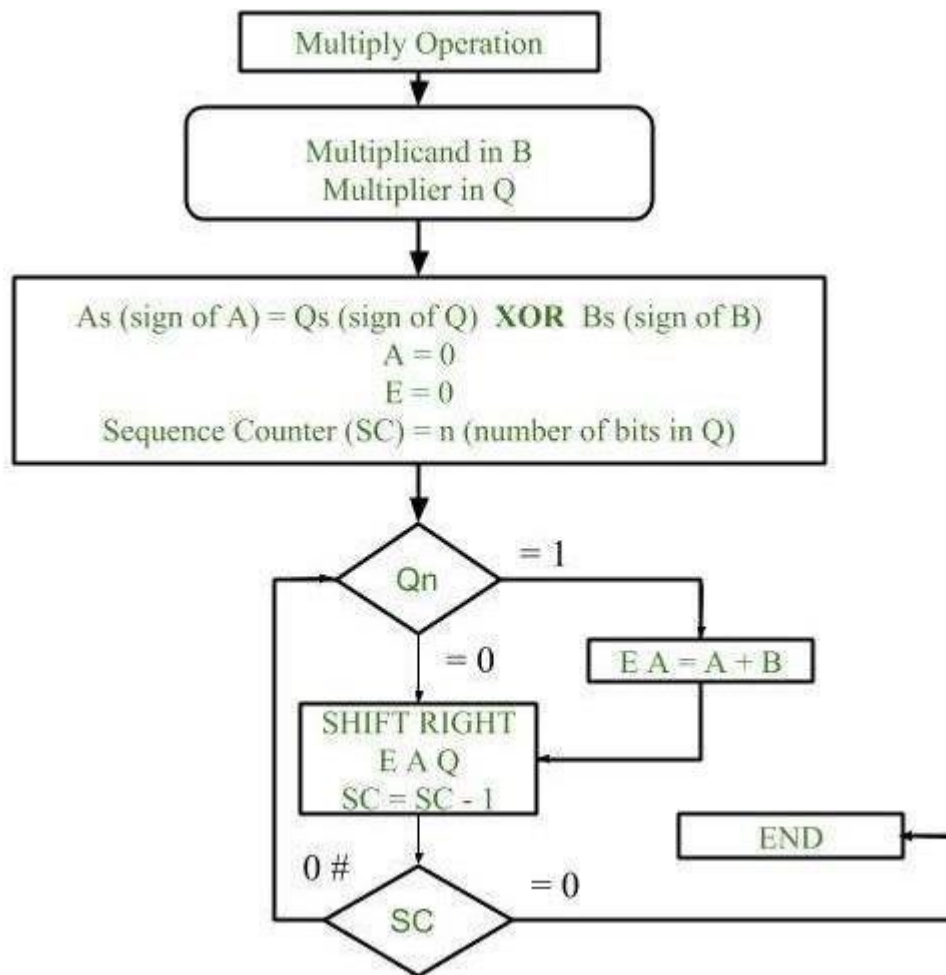 Multiply Operation
Multiplicand in B
Multiplier in Q
As (sign of A) = Qs (sign of Q) XOR Bs (sign of B)
A = 0
E = 0
Sequence Counter (SC) = n (number of bits in Q)
Qn
= 1
= 0
E A = A + B
SHIFT RIGHT
E A Q
SC = SC - 1
END
0 #
= 0
SC